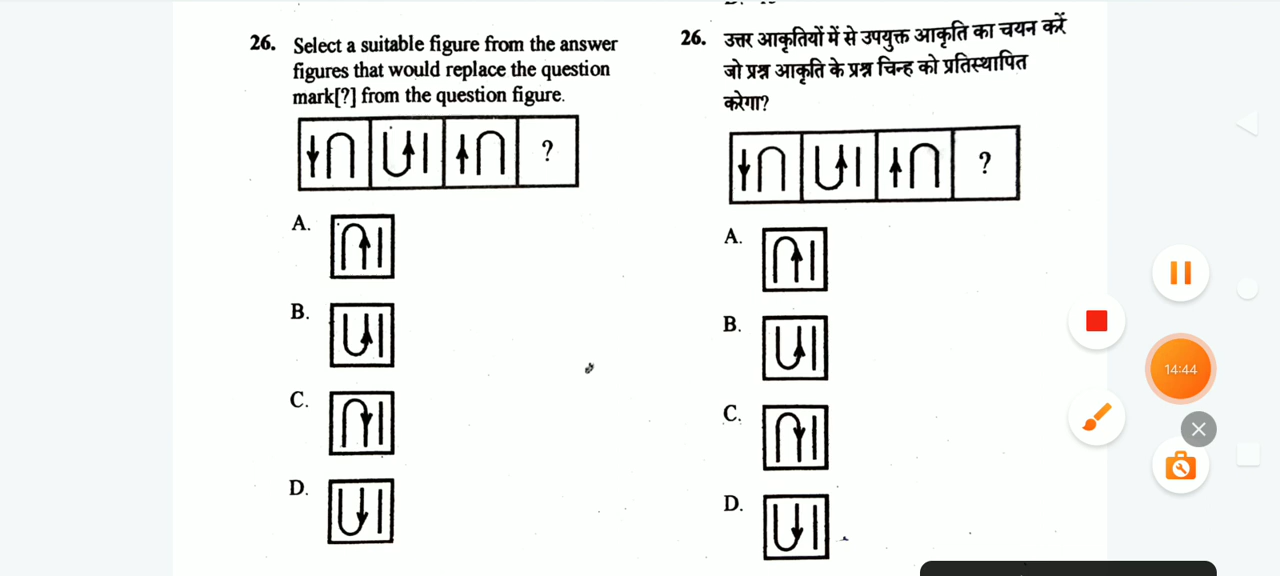 26. Select a suitable figure from the answer
figures that would replace the question
mark[?] from the question figure.
?
A.
B.
C.
D.
26. उत्तर आकृतियों में से उपयुक्त आकृति का चयन करें
जो प्रश्न आकृति के प्रश्न चिन्ह को प्रतिस्थापित
करेगा?
?
A.
B.
C.
D.
14:44